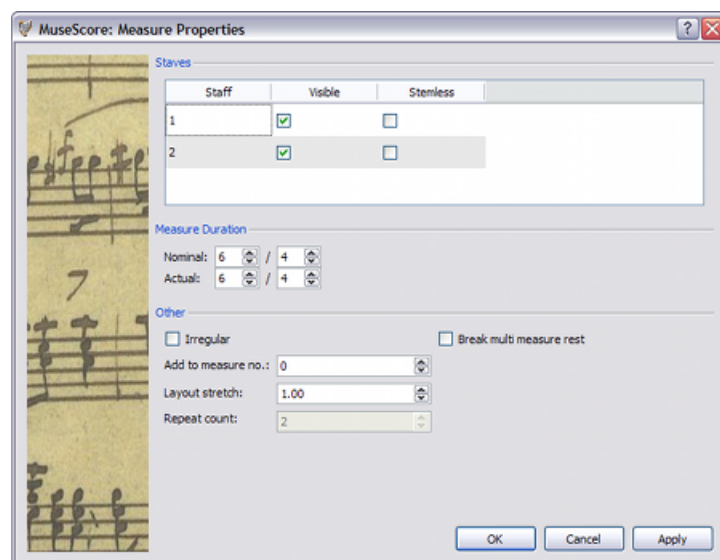 MuseScore: Measure Properties
Staves
Staff Visible Stemless
1
2
Measure Duration
Nominal: 6 / 4
Actual: 6 / 4
Other
Irregular Break multi measure rest
Add to measure no.: 0
Layout stretch: 1.00
Repeat count: 2
OK Cancel Apply
7